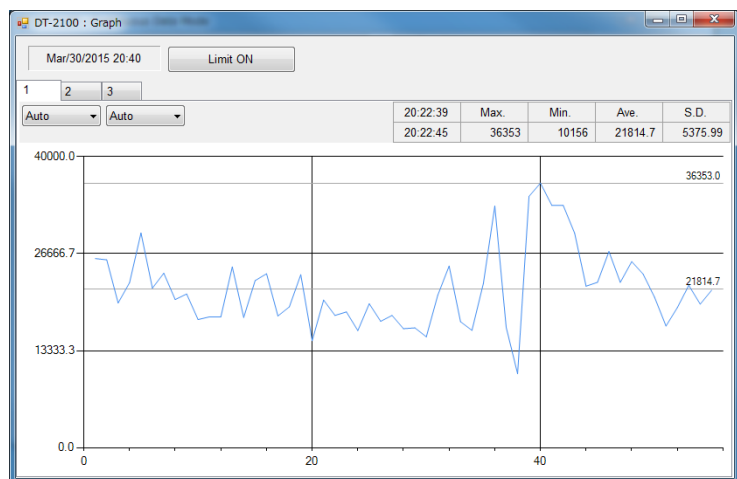 DT-2100 : Graph
Mar/30/2015 20:40 Limit ON
1 2 3
Auto Auto
20:22:39 Max. Min. Ave. S.D.
20:22:45 36353 10156 21814.7 5375.99
40000.0
36353.0
26666.7
21814.7
13333.3
0.0
0 20 40